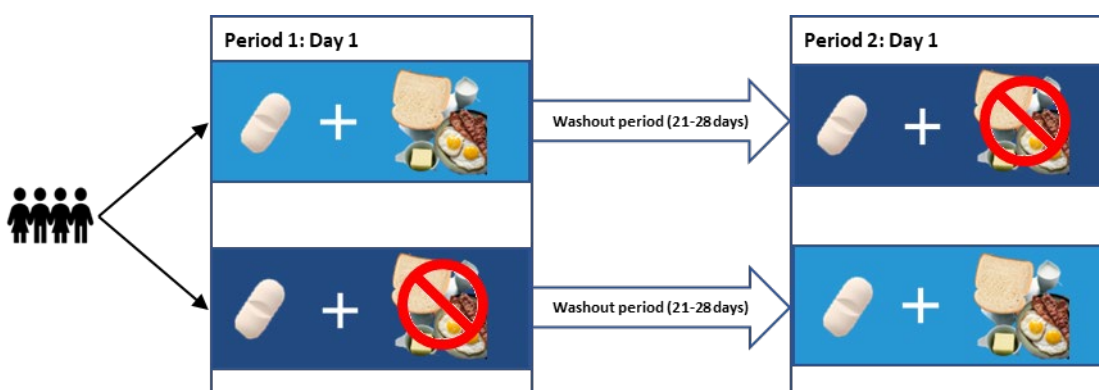 Period 1: Day 1
Period 2: Day 1
Washout period (21-28 days)
Washout period (21-28 days)